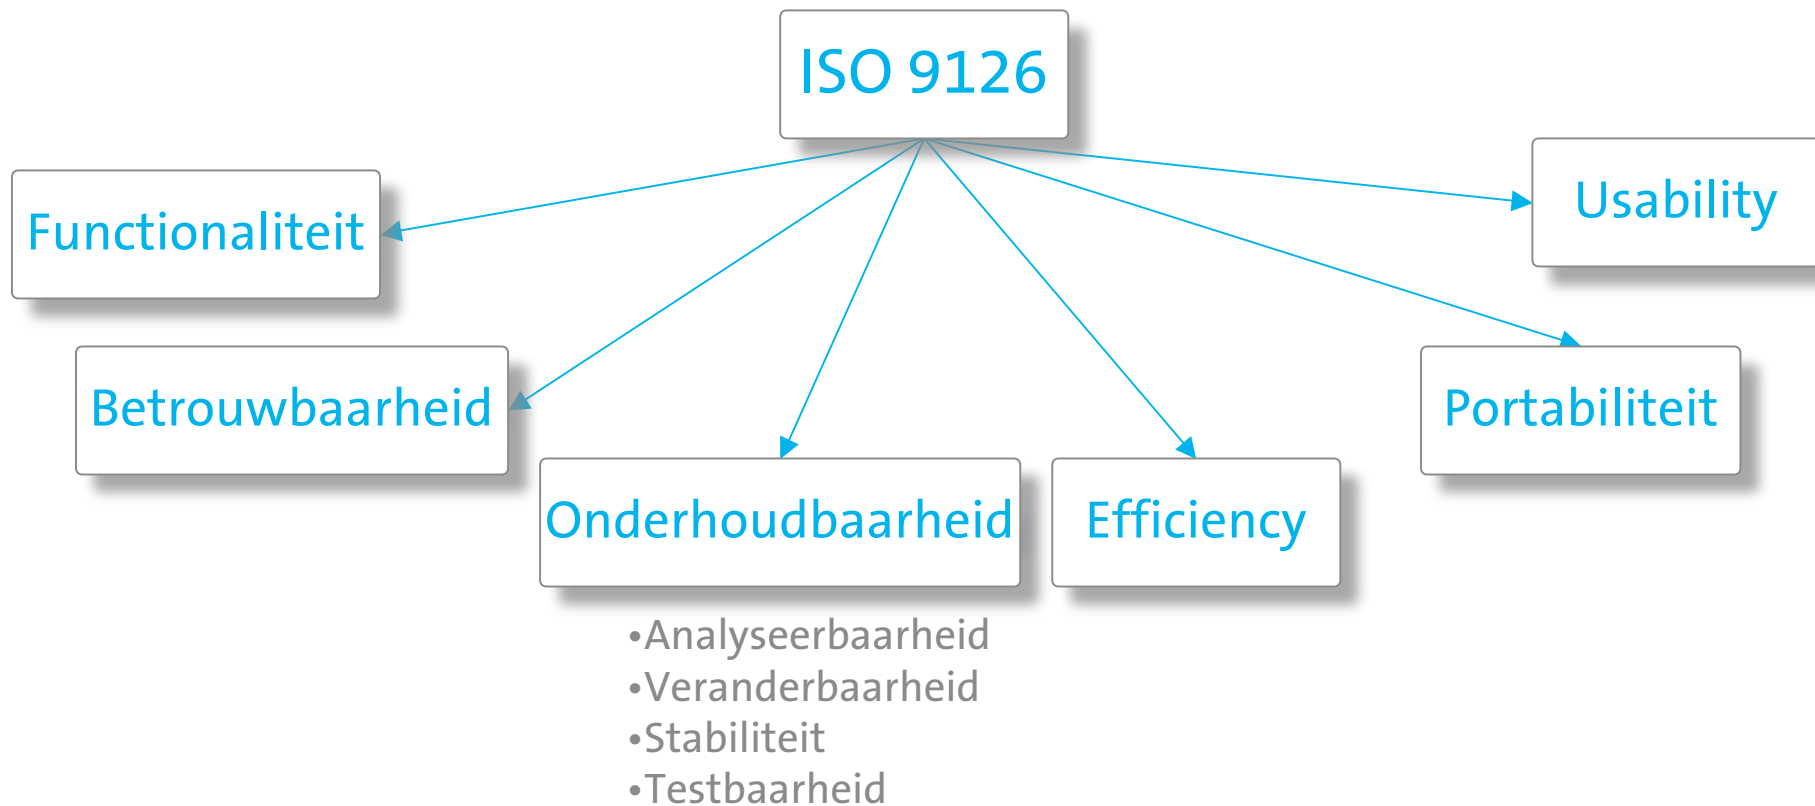 ISO 9126
Usability
Functionaliteit
Betrouwbaarheid
Portabiliteit
Onderhoudbaarheid
Efficiency
•Analyseerbaarheid
•Veranderbaarheid
•Stabiliteit
•Testbaarheid